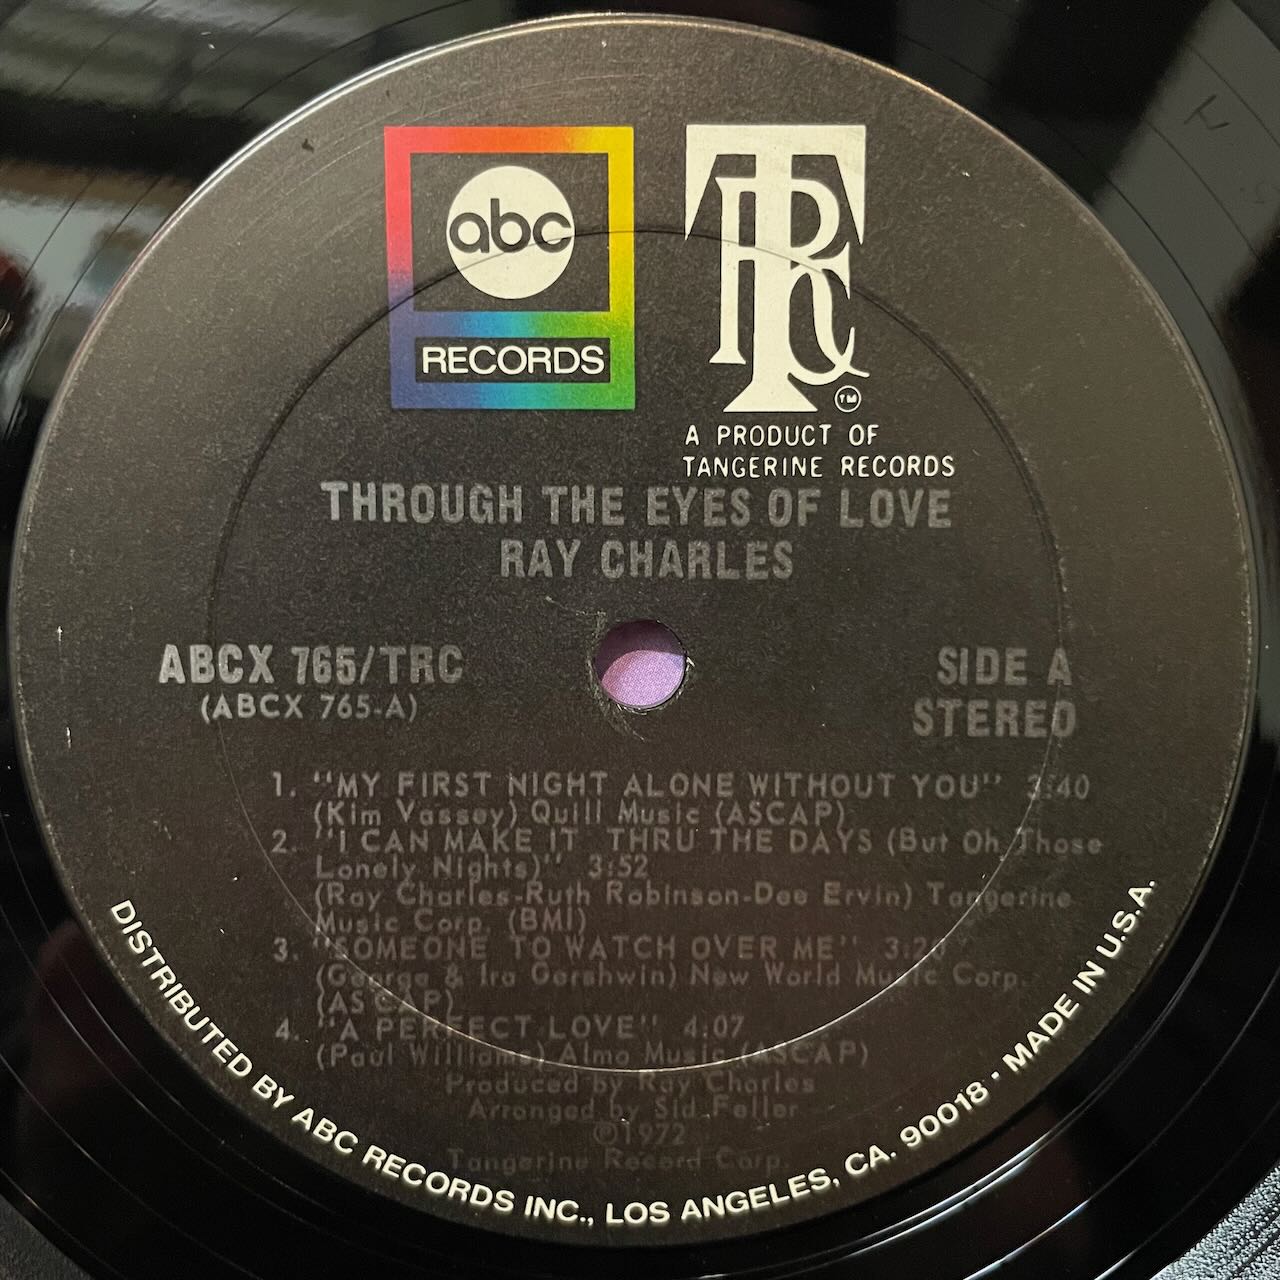 abc
RECORDS
TRC
TM
A PRODUCT OF
TANGERINE RECORDS
THROUGH THE EYES OF LOVE
RAY CHARLES
ABCX 765/TRC
(ABCX 765-A)
SIDE A
STEREO
1. "MY FIRST NIGHT ALONE WITHOUT YOU" 3:40
(Kim Vassey) Quill Music (ASCAP)
2. "I CAN MAKE IT THRU THE DAYS (But Oh Those
Lonely Nights)" 3:52
(Ray Charles-Ruth Robinson-Dee Ervin) Tangerine
Music Corp. (BMI)
3. "SOMEONE TO WATCH OVER ME"
(George & Ira Gershwin) New World Music Corp.
(ASCAP)
4. "A PERFECT LOVE" 4:07
(Paul Williams) Almo Music (ASCAP)
Produced by Ray Charles
Arranged by Sid Feller
©1972
Tangerine Record Corp.
DISTRIBUTED BY ABC RECORDS INC., LOS ANGELES, CA. 90018 · MADE IN U.S.A.